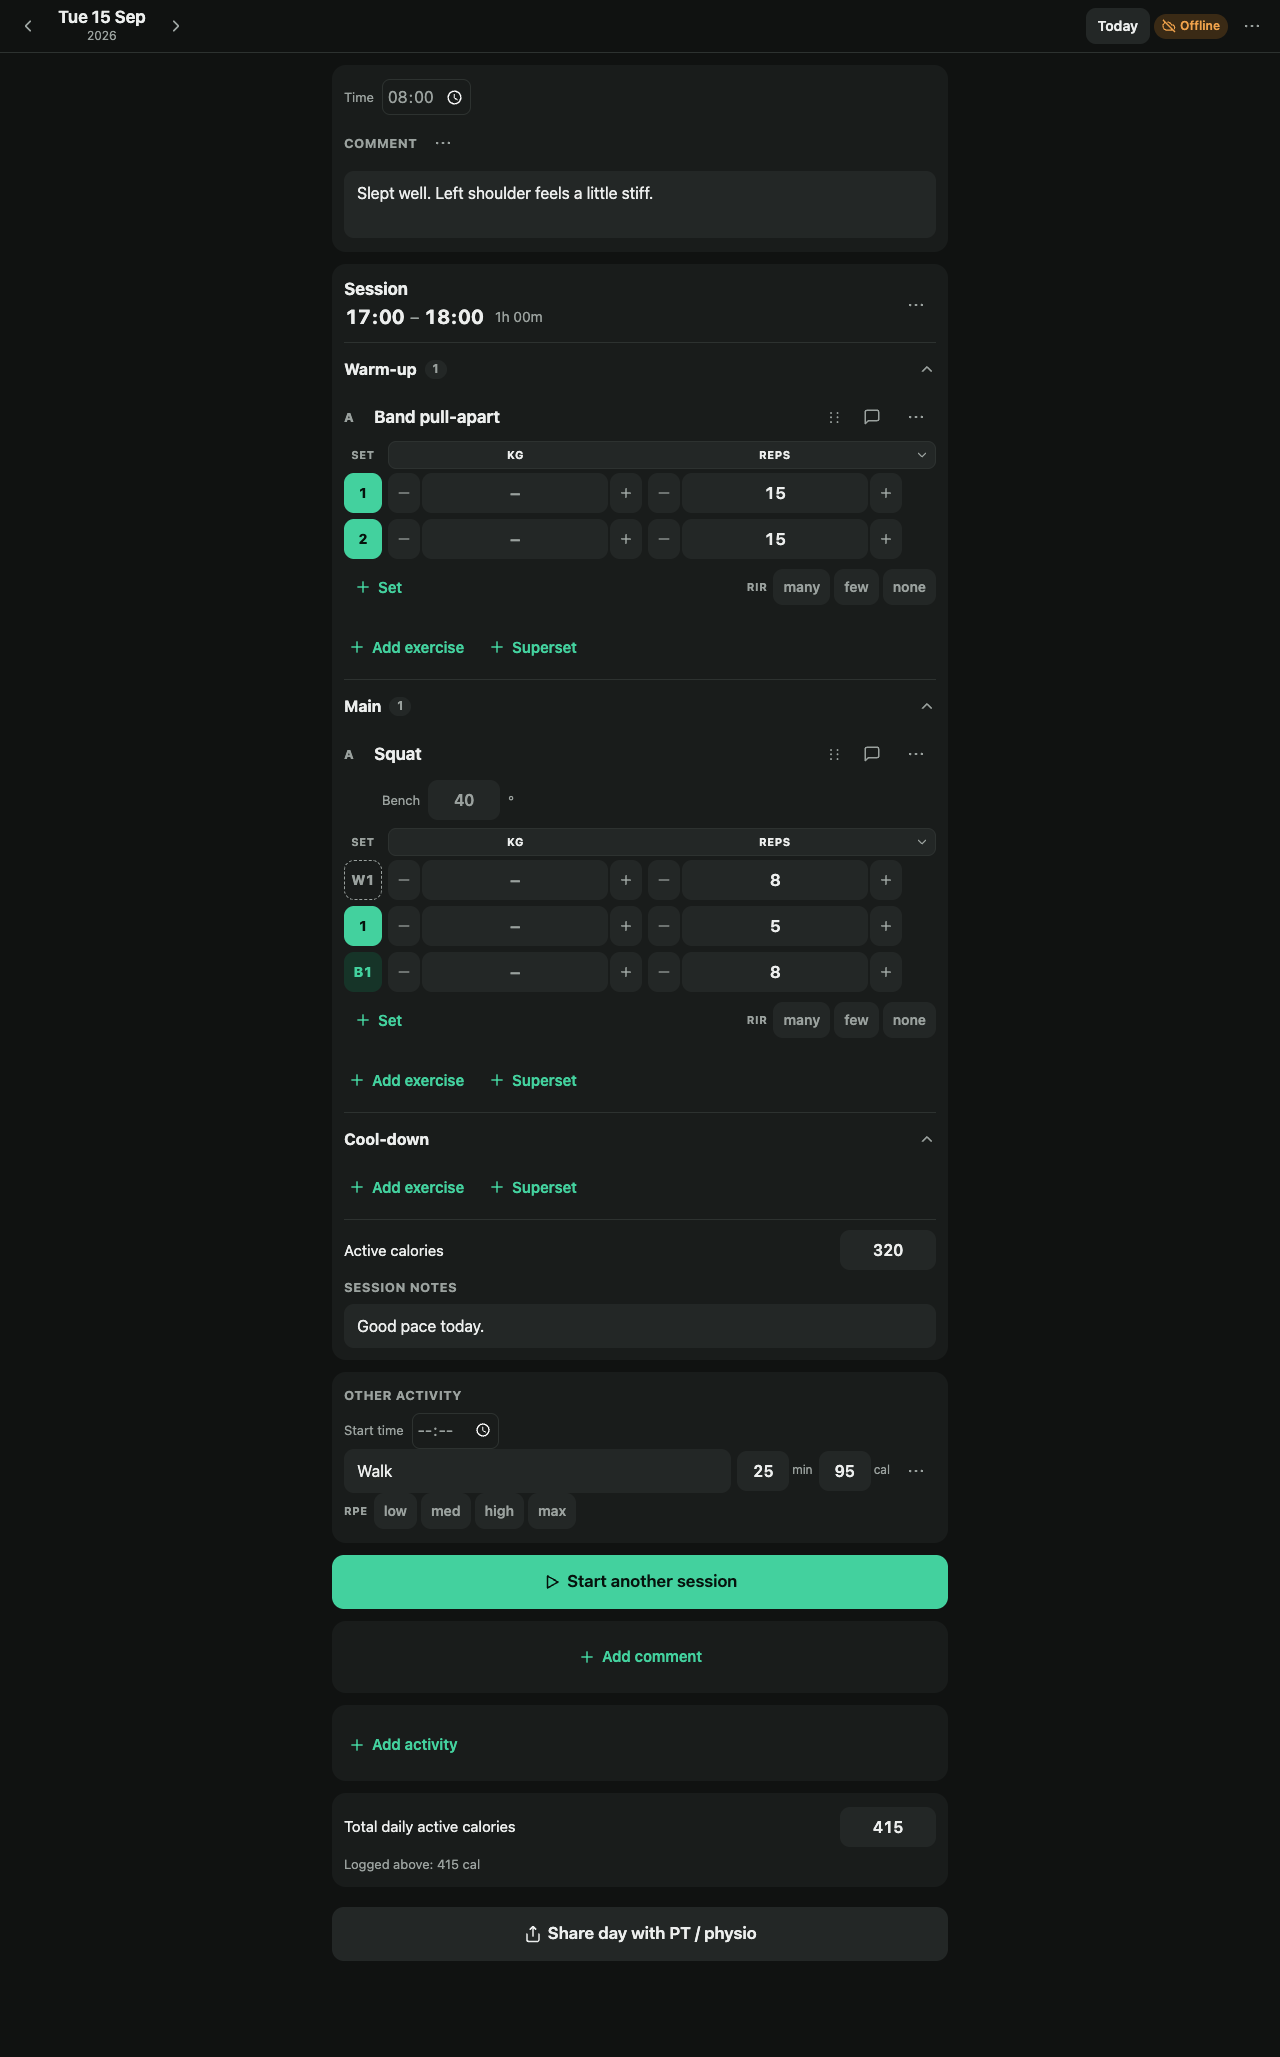 Tue 15 Sep
2026
Today
Offline
Time 08:00
COMMENT
Slept well. Left shoulder feels a little stiff.
Session
17:00 – 18:00 1h 00m
Warm-up 1
A Band pull-apart
SET KG REPS
1 – 15
2 – 15
+ Set RIR many few none
+ Add exercise + Superset
Main 1
A Squat
Bench 40 °
SET KG REPS
W1 – 8
1 – 5
B1 – 8
+ Set RIR many few none
+ Add exercise + Superset
Cool-down
+ Add exercise + Superset
Active calories 320
SESSION NOTES
Good pace today.
OTHER ACTIVITY
Start time --:--
Walk 25 min 95 cal
RPE low med high max
Start another session
+ Add comment
+ Add activity
Total daily active calories 415
Logged above: 415 cal
Share day with PT / physio